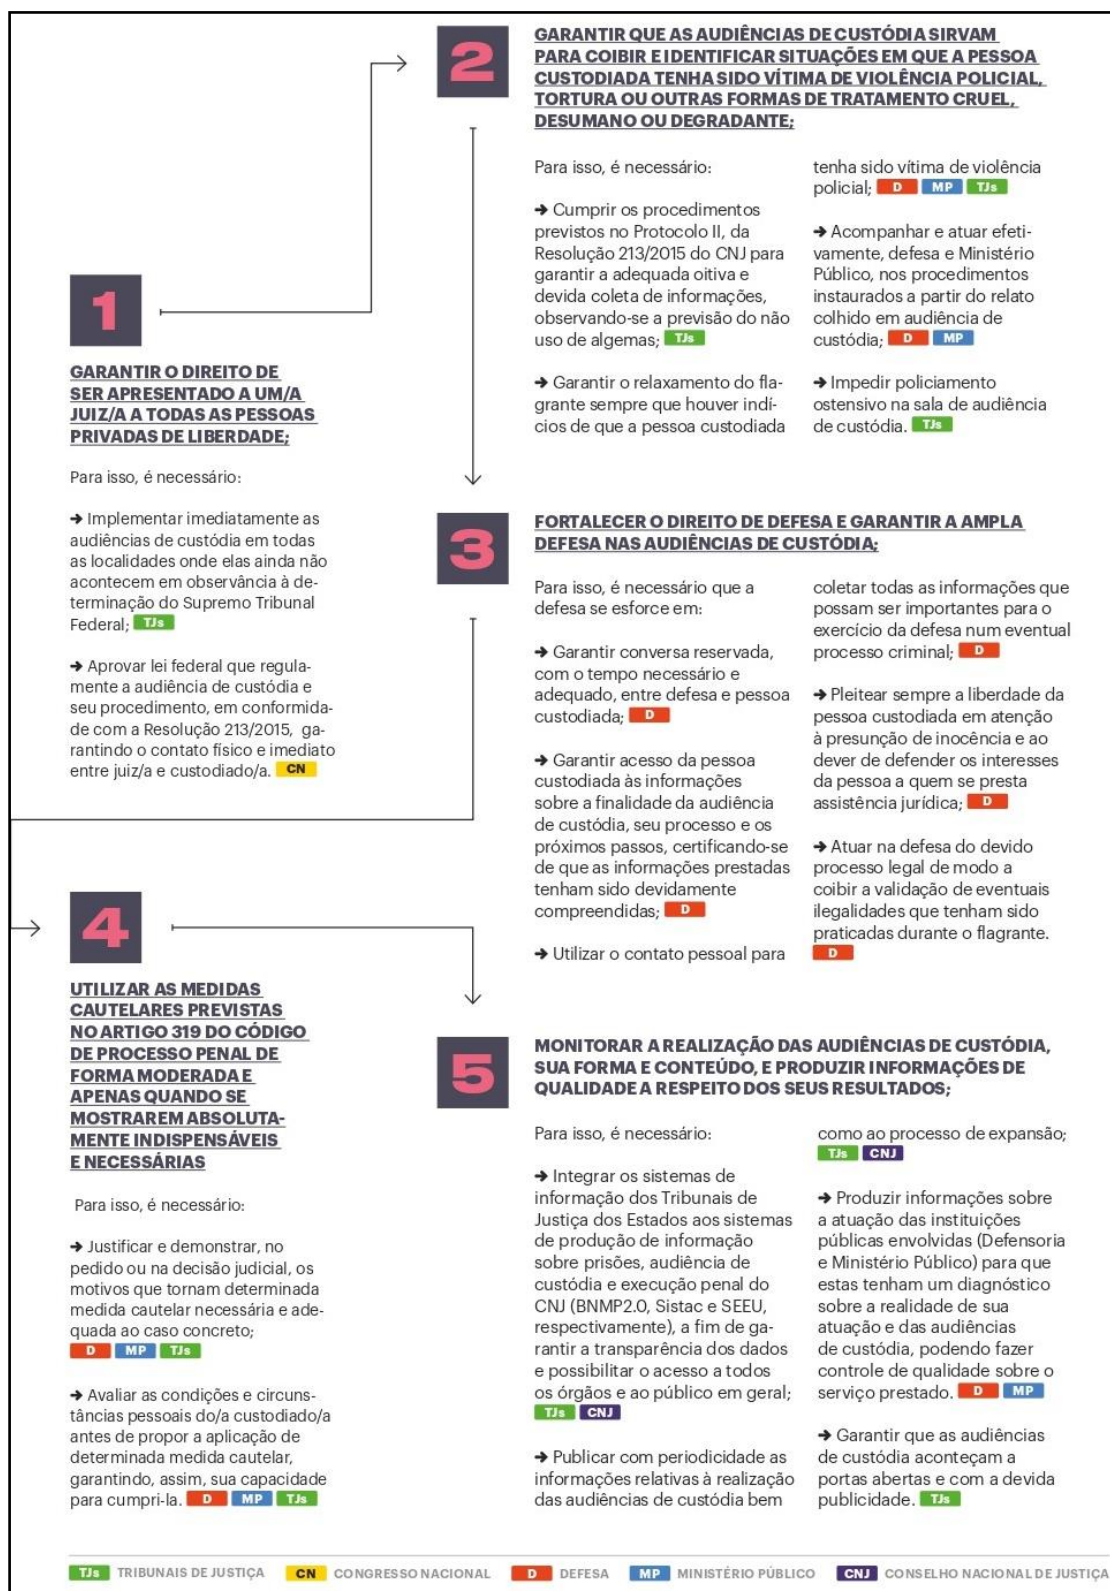 1
GARANTIR O DIREITO DE
SER APRESENTADO A UM/A
JUIZ/A A TODAS AS PESSOAS
PRIVADAS DE LIBERDADE;
Para isso, é necessário:
➔ Implementar imediatamente as
audiências de custódia em todas
as localidades onde elas ainda não
acontecem em observância à de-
terminação do Supremo Tribunal
Federal; TJs
➔ Aprovar lei federal que regula-
mente a audiência de custódia e
seu procedimento, em conformida-
de com a Resolução 213/2015, ga-
rantindo o contato físico e imediato
entre juiz/a e custodiado/a. CN
2
GARANTIR QUE AS AUDIÊNCIAS DE CUSTÓDIA SIRVAM
PARA COIBIR E IDENTIFICAR SITUAÇÕES EM QUE A PESSOA
CUSTODIADA TENHA SIDO VÍTIMA DE VIOLÊNCIA POLICIAL,
TORTURA OU OUTRAS FORMAS DE TRATAMENTO CRUEL,
DESUMANO OU DEGRADANTE;
Para isso, é necessário:
➔ Cumprir os procedimentos
previstos no Protocolo II, da
Resolução 213/2015 do CNJ para
garantir a adequada oitiva e
devida coleta de informações,
observando-se a previsão do não
uso de algemas; TJs
➔ Garantir o relaxamento do fla-
grante sempre que houver indí-
cios de que a pessoa custodiada
tenha sido vítima de violência
policial; D MP TJs
➔ Acompanhar e atuar efeti-
vamente, defesa e Ministério
Público, nos procedimentos
instaurados a partir do relato
colhido em audiência de
custódia; D MP
➔ Impedir policiamento
ostensivo na sala de audiência
de custódia. TJs
3
FORTALECER O DIREITO DE DEFESA E GARANTIR A AMPLA
DEFESA NAS AUDIÊNCIAS DE CUSTÓDIA;
Para isso, é necessário que a
defesa se esforce em:
➔ Garantir conversa reservada,
com o tempo necessário e
adequado, entre defesa e pessoa
custodiada; D
➔ Garantir acesso da pessoa
custodiada às informações
sobre a finalidade da audiência
de custódia, seu processo e os
próximos passos, certificando-se
de que as informações prestadas
tenham sido devidamente
compreendidas; D
➔ Utilizar o contato pessoal para
coletar todas as informações que
possam ser importantes para o
exercício da defesa num eventual
processo criminal; D
➔ Pleitear sempre a liberdade da
pessoa custodiada em atenção
à presunção de inocência e ao
dever de defender os interesses
da pessoa a quem se presta
assistência jurídica; D
➔ Atuar na defesa do devido
processo legal de modo a
coibir a validação de eventuais
ilegalidades que tenham sido
praticadas durante o flagrante.
D
4
UTILIZAR AS MEDIDAS
CAUTELARES PREVISTAS
NO ARTIGO 319 DO CÓDIGO
DE PROCESSO PENAL DE
FORMA MODERADA E
APENAS QUANDO SE
MOSTRAREM ABSOLUTA-
MENTE INDISPENSÁVEIS
E NECESSÁRIAS
Para isso, é necessário:
➔ Justificar e demonstrar, no
pedido ou na decisão judicial, os
motivos que tornam determinada
medida cautelar necessária e ade-
quada ao caso concreto;
D MP TJs
➔ Avaliar as condições e circuns-
tâncias pessoais do/a custodiado/a
antes de propor a aplicação de
determinada medida cautelar,
garantindo, assim, sua capacidade
para cumpri-la. D MP TJs
5
MONITORAR A REALIZAÇÃO DAS AUDIÊNCIAS DE CUSTÓDIA,
SUA FORMA E CONTEÚDO, E PRODUZIR INFORMAÇÕES DE
QUALIDADE A RESPEITO DOS SEUS RESULTADOS;
Para isso, é necessário:
➔ Integrar os sistemas de
informação dos Tribunais de
Justiça dos Estados aos sistemas
de produção de informação
sobre prisões, audiência de
custódia e execução penal do
CNJ (BNMP2.0, Sistac e SEEU,
respectivamente), a fim de ga-
rantir a transparência dos dados
e possibilitar o acesso a todos
os órgãos e ao público em geral;
TJs CNJ
➔ Publicar com periodicidade as
informações relativas à realização
das audiências de custódia bem
como ao processo de expansão;
TJs CNJ
➔ Produzir informações sobre
a atuação das instituições
públicas envolvidas (Defensoria
e Ministério Público) para que
estas tenham um diagnóstico
sobre a realidade de sua
atuação e das audiências
de custódia, podendo fazer
controle de qualidade sobre o
serviço prestado. D MP
➔ Garantir que as audiências
de custódia aconteçam a
portas abertas e com a devida
publicidade. TJs
TJs TRIBUNAIS DE JUSTIÇA CN CONGRESSO NACIONAL D DEFESA MP MINISTÉRIO PÚBLICO CNJ CONSELHO NACIONAL DE JUSTIÇA